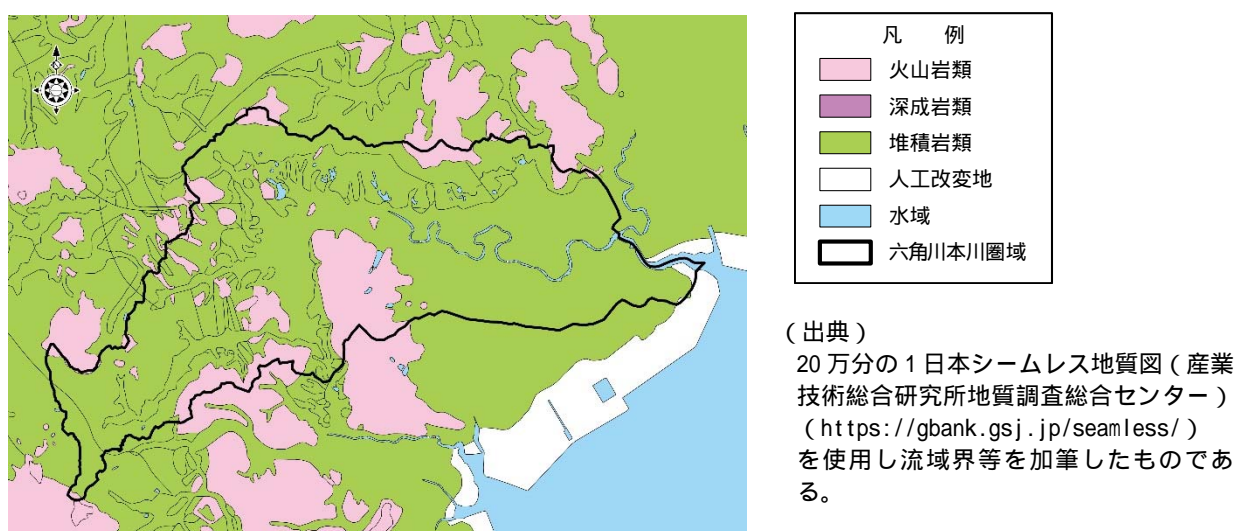 凡 例
火山岩類
深成岩類
堆積岩類
人工改変地
水域
六角川本川圏域
（出典）
20 万分の 1 日本シームレス地質図（産業
技術総合研究所地質調査総合センター）
（https://gbank.gsj.jp/seamless/）
を使用し流域界等を加筆したものであ
る。